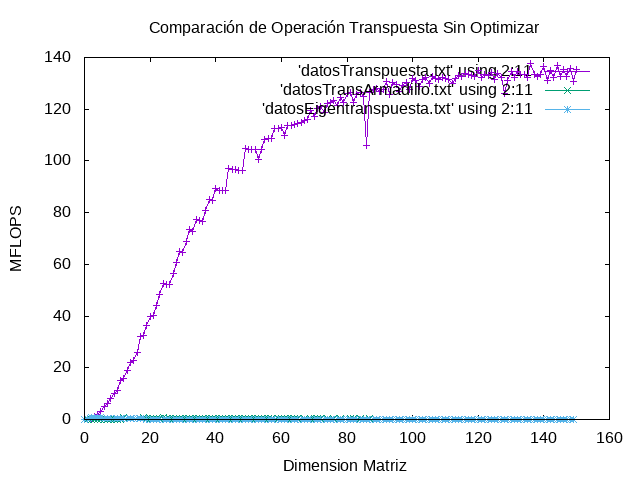 Comparación de Operación Transpuesta Sin Optimizar
140
120
100
80
60
40
20
0
MFLOPS
'datosTranspuesta.txt' using 2:11
'datosTransArmadillo.txt' using 2:11
'datosEigentranspuesta.txt' using 2:11
0 20 40 60 80 100 120 140 160
Dimension Matriz